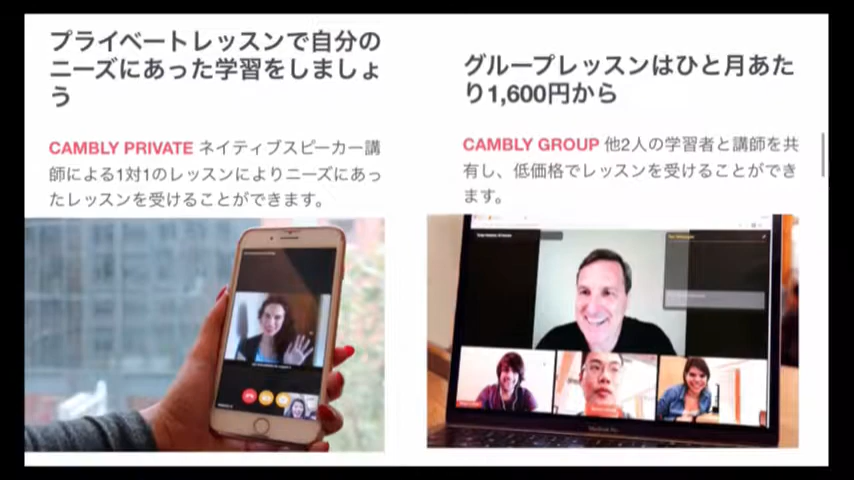 プライベートレッスンで自分の
ニーズにあった学習をしましょ
う
CAMBLY PRIVATE ネイティブスピーカー講
師による1対1のレッスンによりニーズにあっ
たレッスンを受けることができます。
グループレッスンはひと月あた
り1,600円から
CAMBLY GROUP 他2人の学習者と講師を共
有し、低価格でレッスンを受けることができ
ます。
MacBook Pro